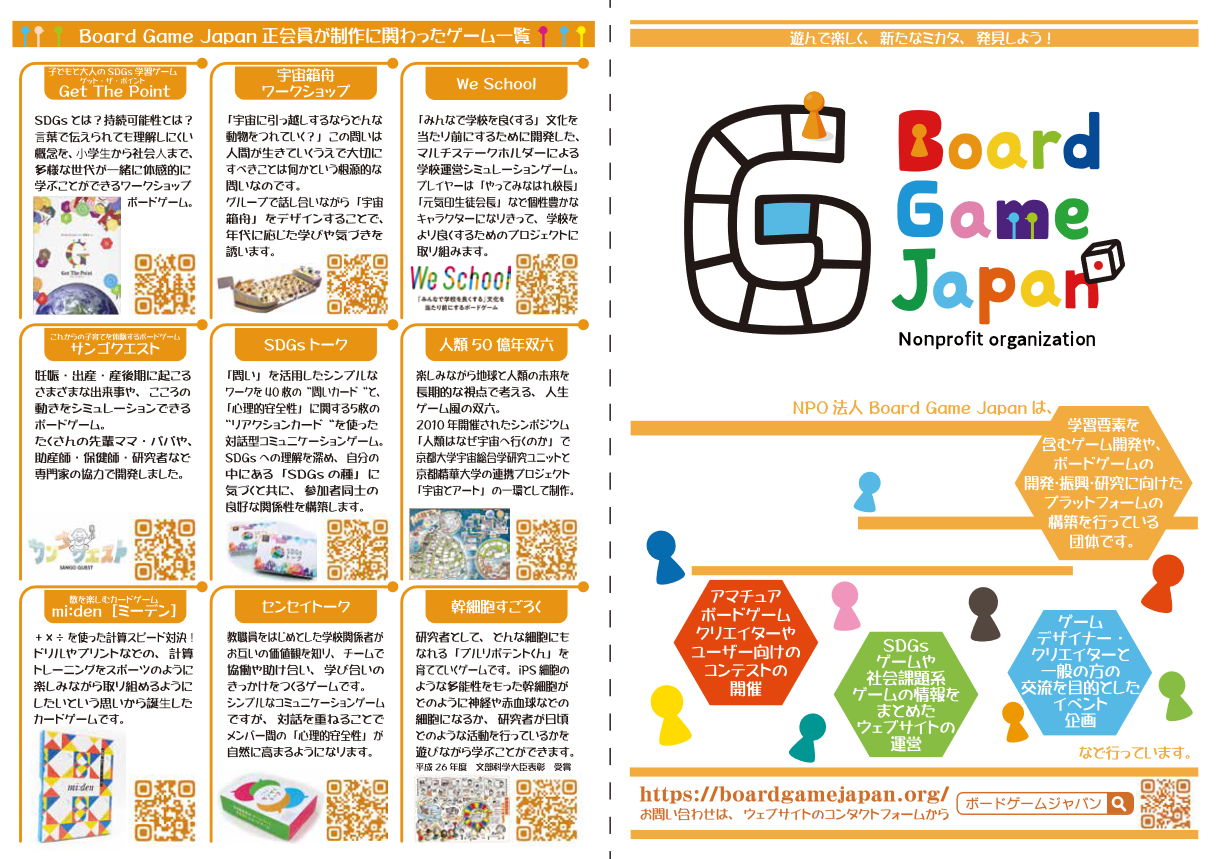 Board Game Japan 正会員が制作に関わったゲーム一覧
子どもと大人のSDGs学習ゲーム
ゲット・ザ・ポイント
Get The Point
SDGsとは？持続可能性とは？
言葉で伝えられても理解しにくい
概念を、小学生から社会人まで、
多様な世代が一緒に体感的に
学ぶことができるワークショップ
ボードゲーム。
Get The Point
宇宙箱舟
ワークショップ
「宇宙に引っ越しするならどんな
動物をつれていく？」この問いは
人間が生きていくうえで大切に
すべきことは何かという根源的な
問いなのです。
グループで話し合いながら「宇宙
箱舟」をデザインすることで、
年代に応じた学びや気づきを
誘います。
We School
「みんなで学校を良くする」文化を
当たり前にするために開発した、
マルチステークホルダーによる
学校運営シミュレーションゲーム。
プレイヤーは「やってみなはれ校長」
「元気印生徒会長」など個性豊かな
キャラクターになりきって、学校を
より良くするためのプロジェクトに
取り組みます。
We School
「みんなで学校を良くする」文化を
当たり前にするボードゲーム
これからの子育てを体験するボードゲーム
サンゴクエスト
妊娠・出産・産後期に起こる
さまざまな出来事や、こころの
動きをシミュレーションできる
ボードゲーム。
たくさんの先輩ママ・パパや、
助産師・保健師・研究者など
専門家の協力で開発しました。
サンゴクエスト
SANGO QUEST
SDGsトーク
「問い」を活用したシンプルな
ワークを40枚の“問いカード“と、
「心理的安全性」に関する5枚の
“リアクションカード“を使った
対話型コミュニケーションゲーム。
SDGsへの理解を深め、自分の
中にある「SDGsの種」に
気づくと共に、参加者同士の
良好な関係性を構築します。
SDGs
トーク
人類50億年双六
楽しみながら地球と人類の未来を
長期的な視点で考える、人生
ゲーム風の双六。
2010年開催されたシンポジウム
「人類はなぜ宇宙へ行くのか」で
京都大学宇宙総合学研究ユニットと
京都精華大学の連携プロジェクト
「宇宙とアート」の一環として制作。
数を楽しむカードゲーム
mi:den［ミーデン］
＋×÷を使った計算スピード対決！
ドリルやプリントなどの、計算
トレーニングをスポーツのように
楽しみながら取り組めるように
したいという思いから誕生した
カードゲームです。
mi:den
センセイトーク
教職員をはじめとした学校関係者が
お互いの価値観を知り、チームで
協働や助け合い、学び合いの
きっかけをつくるゲームです。
シンプルなコミュニケーションゲーム
ですが、対話を重ねることで
メンバー間の「心理的安全性」が
自然に高まるようになります。
幹細胞すごろく
研究者として、どんな細胞にも
なれる「プルリポテントくん」を
育てていくゲームです。iPS細胞の
ような多能性をもった幹細胞が
どのように神経や赤血球などの
細胞になるか、研究者が日頃
どのような活動を行っているかを
遊びながら学ぶことができます。
平成26年度　文部科学大臣表彰　受賞
遊んで楽しく、新たなミカタ、発見しよう！
Board
Game
Japan
Nonprofit organization
NPO法人 Board Game Japanは、
学習要素を
含むゲーム開発や、
ボードゲームの
開発・振興・研究に向けた
プラットフォームの
構築を行っている
団体です。
アマチュア
ボードゲーム
クリエイターや
ユーザー向けの
コンテストの
開催
SDGs
ゲームや
社会課題系
ゲームの情報を
まとめた
ウェブサイトの
運営
ゲーム
デザイナー・
クリエイターと
一般の方の
交流を目的とした
イベント
企画
など行っています。
https://boardgamejapan.org/
お問い合わせは、ウェブサイトのコンタクトフォームから
ボードゲームジャパン